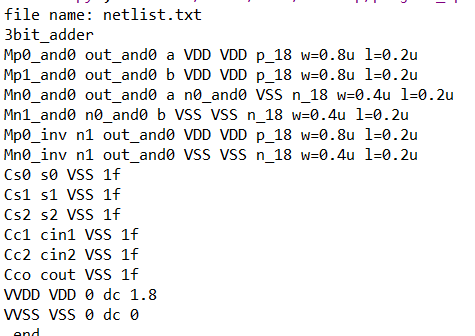 file name: netlist.txt
3bit_adder
Mp0_and0 out_and0 a VDD VDD p_18 w=0.8u l=0.2u
Mp1_and0 out_and0 b VDD VDD p_18 w=0.8u l=0.2u
Mn0_and0 out_and0 a n0_and0 VSS n_18 w=0.4u l=0.2u
Mn1_and0 n0_and0 b VSS VSS n_18 w=0.4u l=0.2u
Mp0_inv n1 out_and0 VDD VDD p_18 w=0.8u l=0.2u
Mn0_inv n1 out_and0 VSS VSS n_18 w=0.4u l=0.2u
Cs0 s0 VSS 1f
Cs1 s1 VSS 1f
Cs2 s2 VSS 1f
Cc1 cin1 VSS 1f
Cc2 cin2 VSS 1f
Cco cout VSS 1f
VVDD VDD 0 dc 1.8
VVSS VSS 0 dc 0
.end